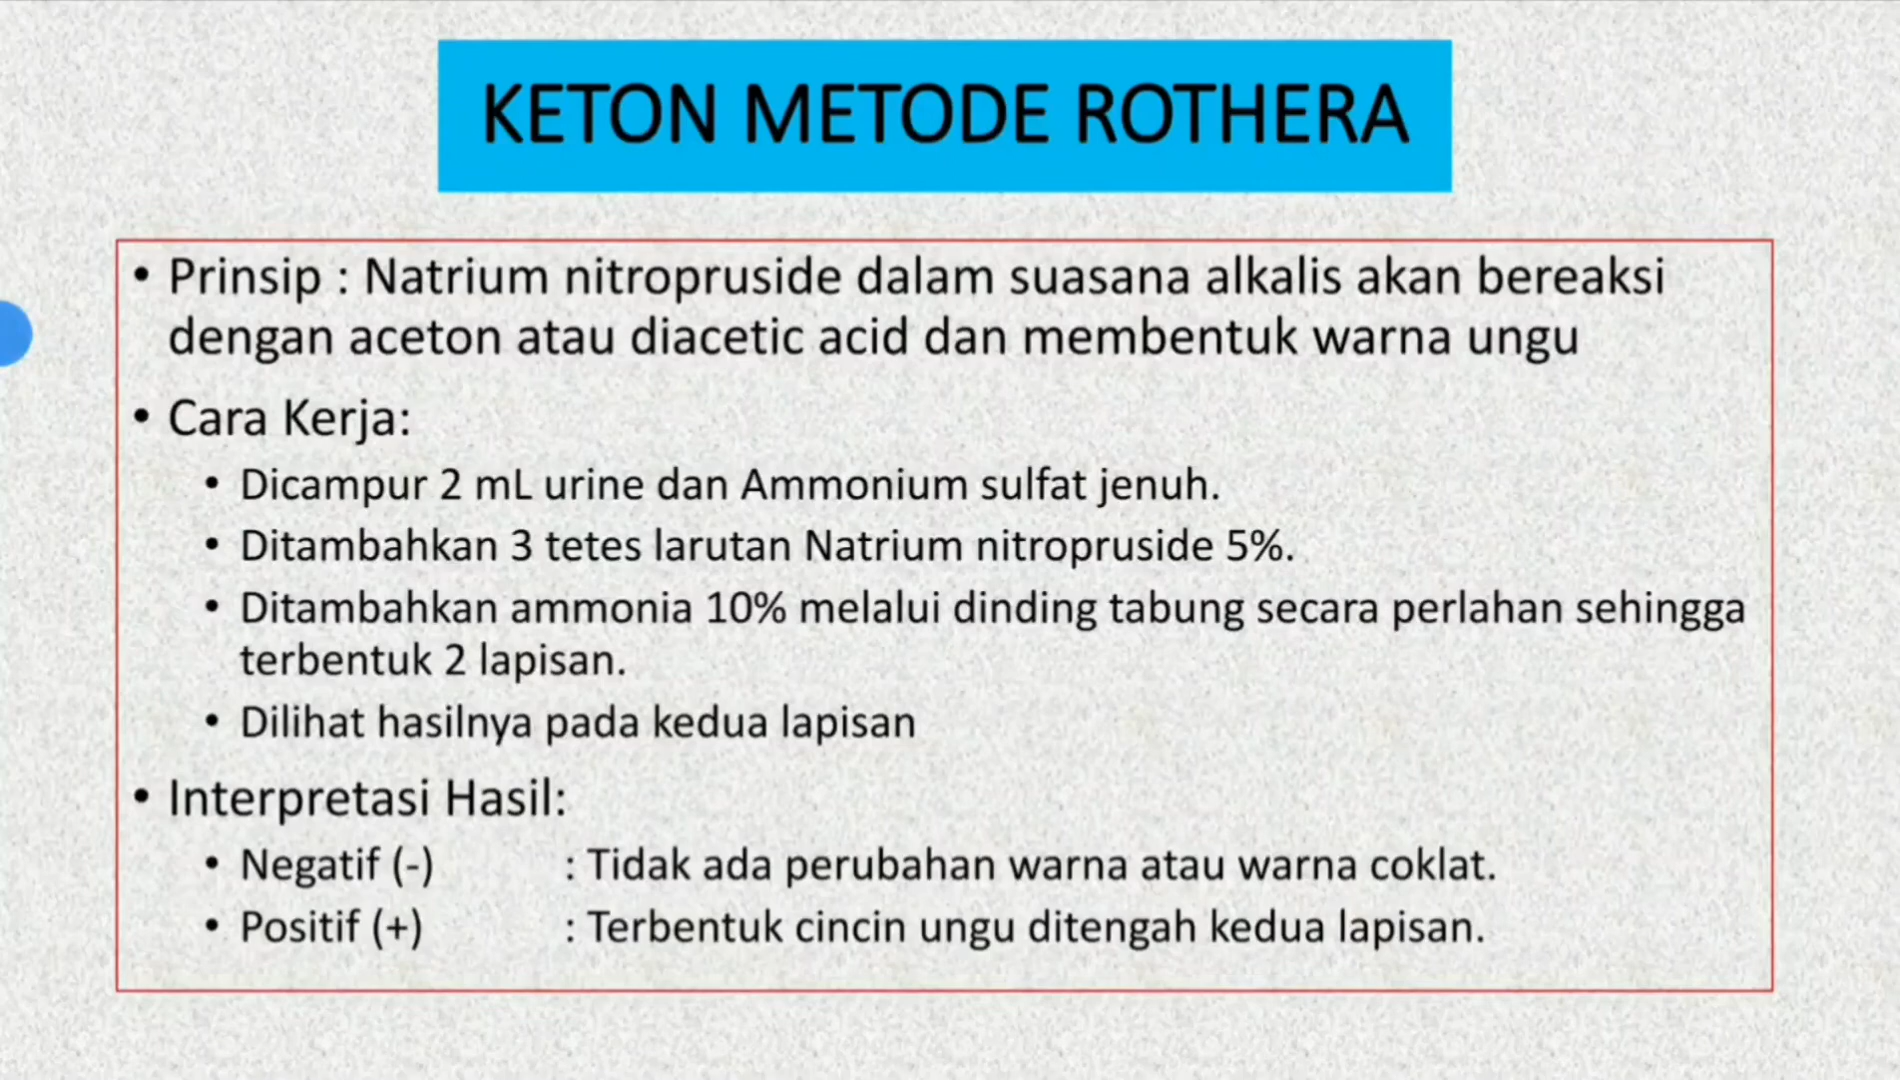 KETON METODE ROTHERA
• Prinsip : Natrium nitropruside dalam suasana alkalis akan bereaksi
dengan aceton atau diacetic acid dan membentuk warna ungu
• Cara Kerja:
• Dicampur 2 mL urine dan Ammonium sulfat jenuh.
• Ditambahkan 3 tetes larutan Natrium nitropruside 5%.
• Ditambahkan ammonia 10% melalui dinding tabung secara perlahan sehingga
terbentuk 2 lapisan.
• Dilihat hasilnya pada kedua lapisan
• Interpretasi Hasil:
• Negatif (-) : Tidak ada perubahan warna atau warna coklat.
• Positif (+) : Terbentuk cincin ungu ditengah kedua lapisan.